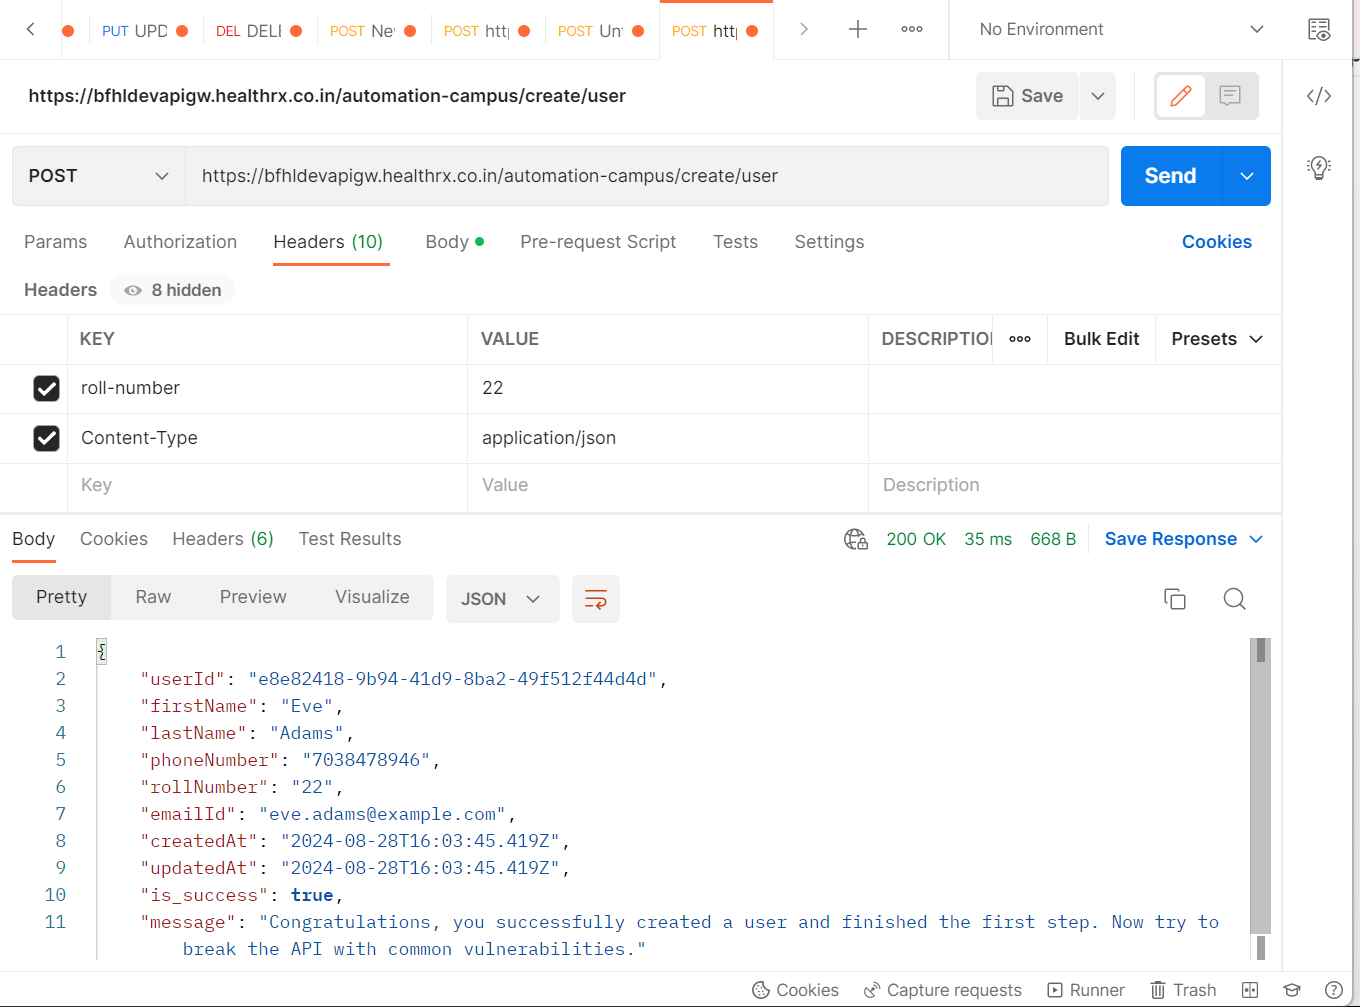 PUT UPD
DEL DELE
POST Nev
POST http
POST Unt
POST http
No Environment
https://bfhldevapigw.healthrx.co.in/automation-campus/create/user
Save
POST
https://bfhldevapigw.healthrx.co.in/automation-campus/create/user
Send
Params Authorization Headers (10) Body Pre-request Script Tests Settings Cookies
Headers 8 hidden
KEY VALUE DESCRIPTION Bulk Edit Presets
roll-number 22
Content-Type application/json
Key Value Description
Body Cookies Headers (6) Test Results 200 OK 35 ms 668 B Save Response
Pretty Raw Preview Visualize JSON
1 {
2 "userId": "e8e82418-9b94-41d9-8ba2-49f512f44d4d",
3 "firstName": "Eve",
4 "lastName": "Adams",
5 "phoneNumber": "7038478946",
6 "rollNumber": "22",
7 "emailId": "eve.adams@example.com",
8 "createdAt": "2024-08-28T16:03:45.419Z",
9 "updatedAt": "2024-08-28T16:03:45.419Z",
10 "is_success": true,
11 "message": "Congratulations, you successfully created a user and finished the first step. Now try to
break the API with common vulnerabilities."
Cookies Capture requests Runner Trash